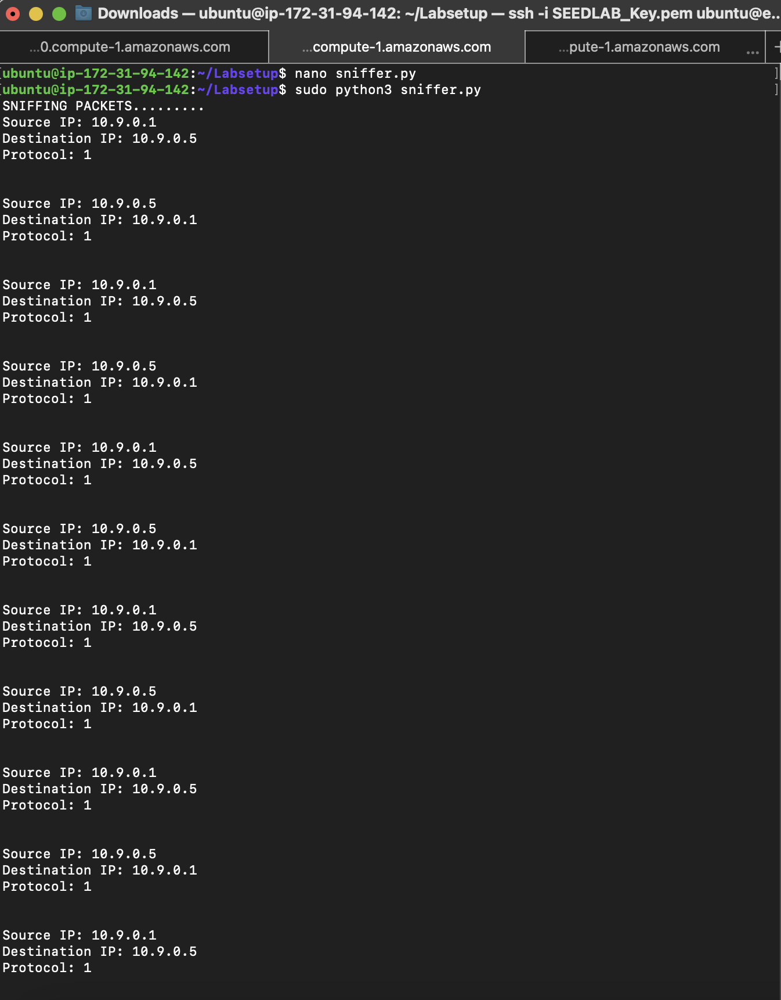 Downloads — ubuntu@ip-172-31-94-142: ~/Labsetup — ssh -i SEEDLAB_Key.pem ubuntu@e...
...0.compute-1.amazonaws.com ...compute-1.amazonaws.com ...pute-1.amazonaws.com ... +
[ubuntu@ip-172-31-94-142:~/Labsetup$ nano sniffer.py ]
[ubuntu@ip-172-31-94-142:~/Labsetup$ sudo python3 sniffer.py ]
SNIFFING PACKETS.........
Source IP: 10.9.0.1
Destination IP: 10.9.0.5
Protocol: 1
Source IP: 10.9.0.5
Destination IP: 10.9.0.1
Protocol: 1
Source IP: 10.9.0.1
Destination IP: 10.9.0.5
Protocol: 1
Source IP: 10.9.0.5
Destination IP: 10.9.0.1
Protocol: 1
Source IP: 10.9.0.1
Destination IP: 10.9.0.5
Protocol: 1
Source IP: 10.9.0.5
Destination IP: 10.9.0.1
Protocol: 1
Source IP: 10.9.0.1
Destination IP: 10.9.0.5
Protocol: 1
Source IP: 10.9.0.5
Destination IP: 10.9.0.1
Protocol: 1
Source IP: 10.9.0.1
Destination IP: 10.9.0.5
Protocol: 1
Source IP: 10.9.0.5
Destination IP: 10.9.0.1
Protocol: 1
Source IP: 10.9.0.1
Destination IP: 10.9.0.5
Protocol: 1